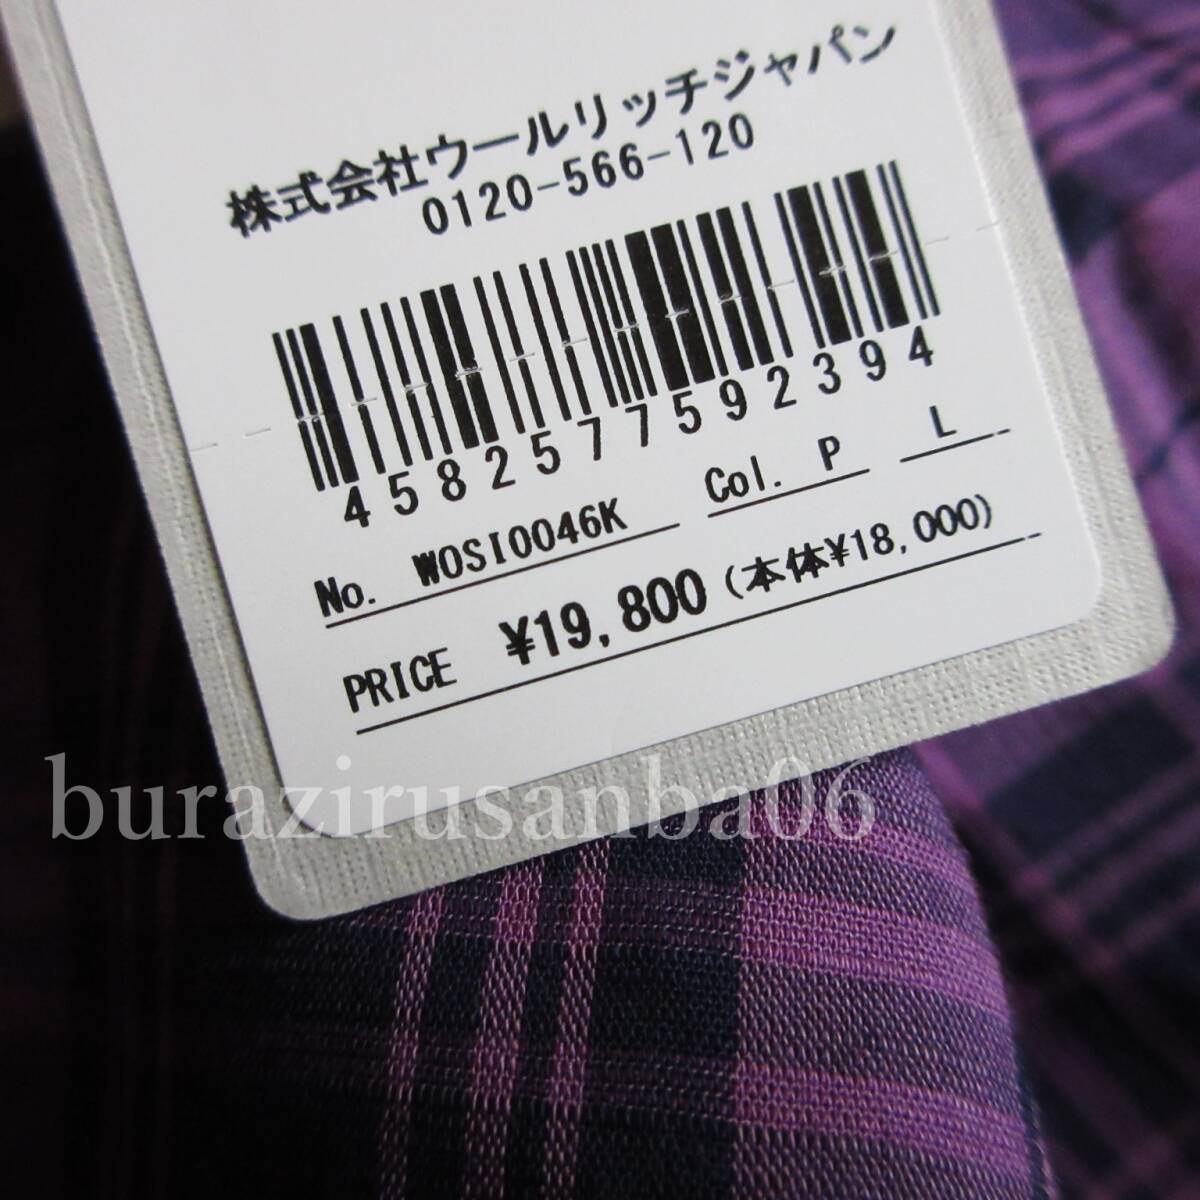 株式会社ウールリッチジャパン
0120-566-120
4582577592394
No. WOSI0046K Col. P L
PRICE ¥19,800(本体¥18,000)
burazirusanba06